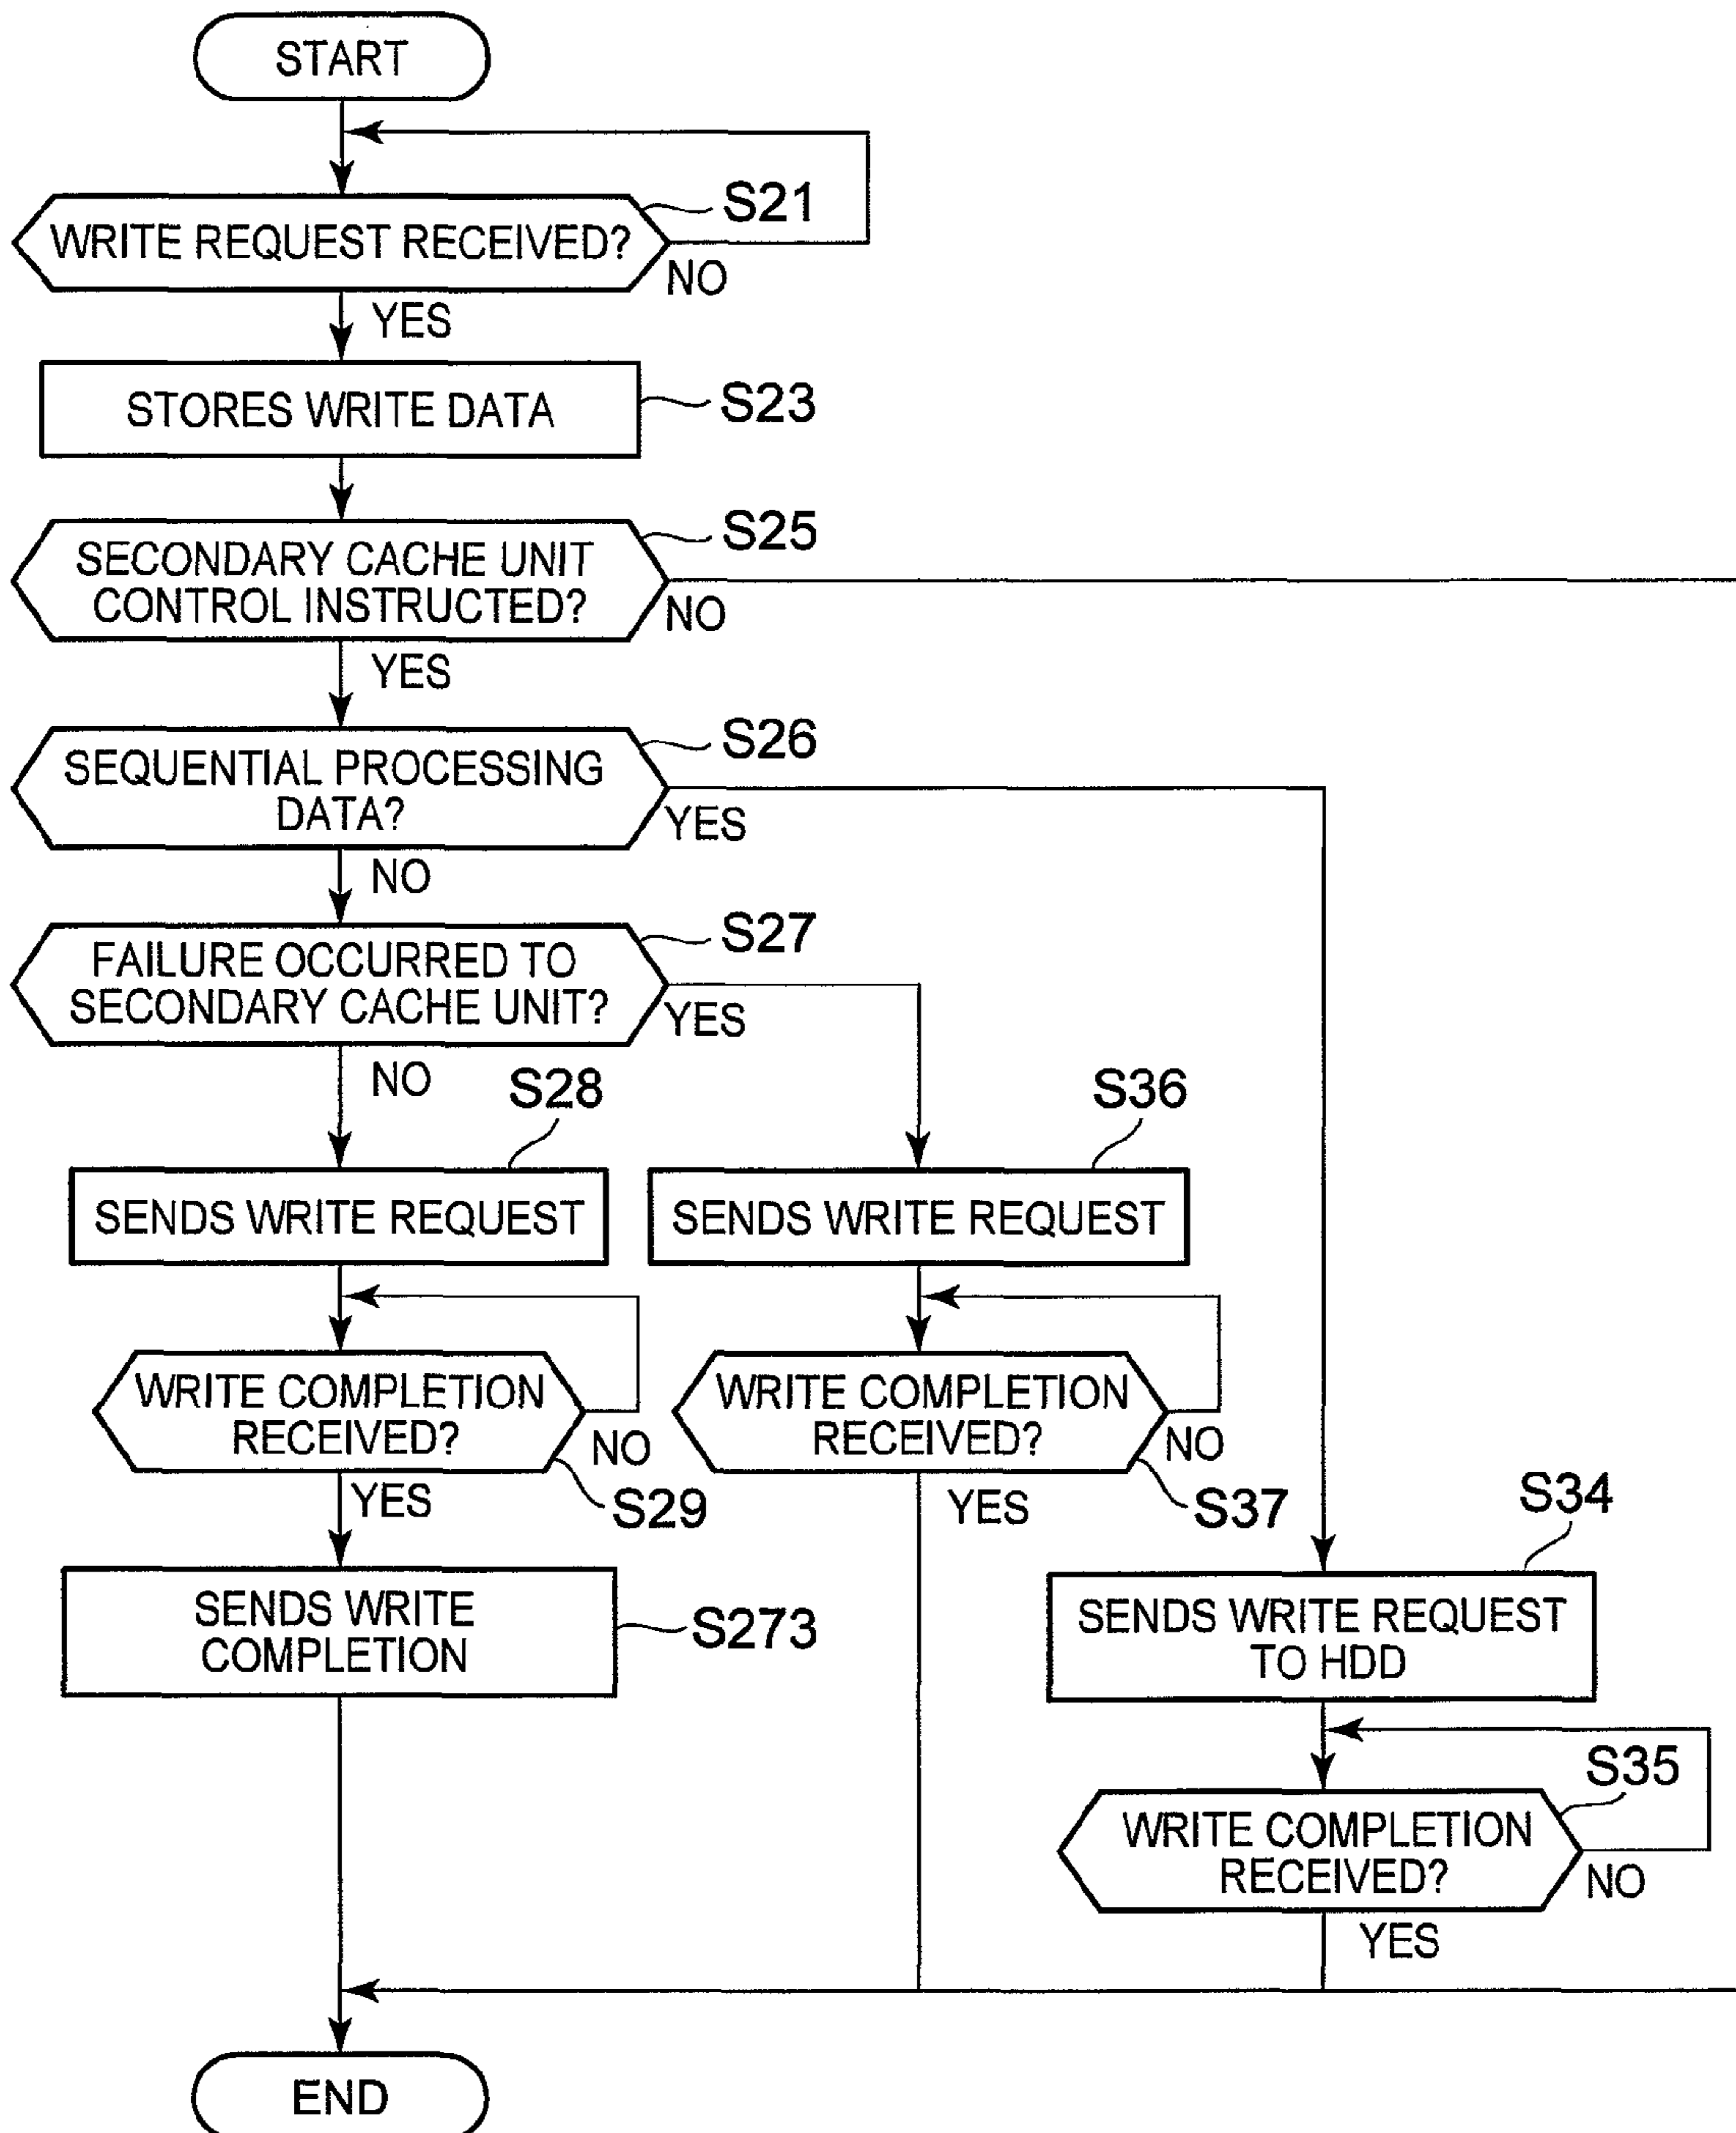 START
S21
WRITE REQUEST RECEIVED?
NO
YES
STORES WRITE DATA
S23
S25
SECONDARY CACHE UNIT
CONTROL INSTRUCTED?
NO
YES
S26
SEQUENTIAL PROCESSING
DATA?
YES
NO
S27
FAILURE OCCURRED TO
SECONDARY CACHE UNIT?
YES
NO
S28
S36
SENDS WRITE REQUEST
SENDS WRITE REQUEST
WRITE COMPLETION
RECEIVED?
NO
YES
S29
WRITE COMPLETION
RECEIVED?
NO
YES
S37
S34
SENDS WRITE
COMPLETION
S273
SENDS WRITE REQUEST
TO HDD
S35
WRITE COMPLETION
RECEIVED?
NO
YES
END